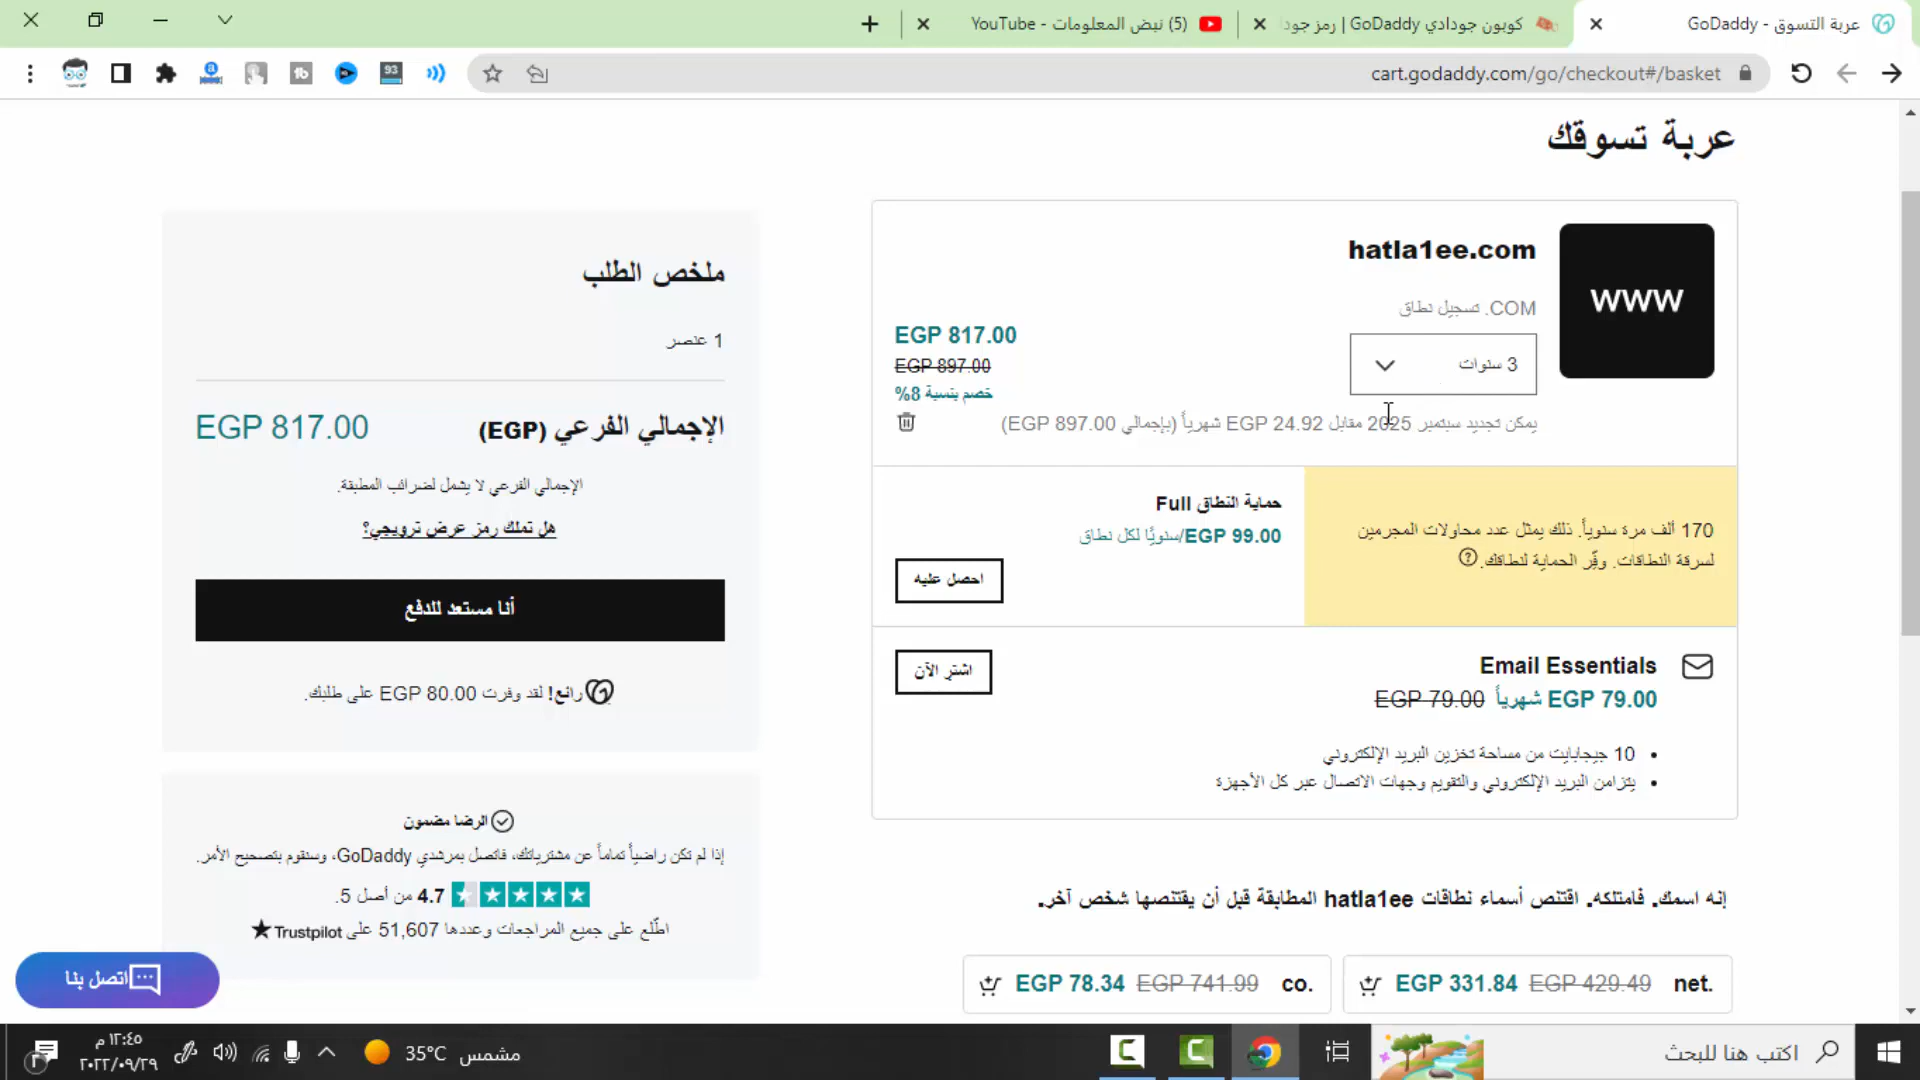 عربة التسوق - GoDaddy
كوبون جودادي GoDaddy | رمز جود
(5) نبض المعلومات - YouTube
cart.godaddy.com/go/checkout#/basket
93
عربة تسوقك
www
hatla1ee.com
COM. تسجيل نطاق
3 سنوات
EGP 817.00
EGP 897.00
خصم بنسبة 8%
يمكن تجديد سبتمبر 2025 مقابل EGP 24.92 شهرياً (بإجمالي EGP 897.00)
170 ألف مرة سنوياً. ذلك يمثل عدد محاولات المجرمين
لسرقة النطاقات. وفِّر الحماية لنطاقك.
حماية النطاق Full
EGP 99.00/سنويًا لكل نطاق
احصل عليه
Email Essentials
EGP 79.00 شهرياً EGP 79.00
اشترِ الآن
• 10 جيجابايت من مساحة تخزين البريد الإلكتروني
• يتزامن البريد الإلكتروني والتقويم وجهات الاتصال عبر كل الأجهزة
إنه اسمك. فامتلكه. اقتنص أسماء نطاقات hatla1ee المطابقة قبل أن يقتنصها شخص آخر.
net. EGP 429.49 EGP 331.84
co. EGP 741.99 EGP 78.34
ملخص الطلب
1 عنصر
الإجمالي الفرعي (EGP) EGP 817.00
الإجمالي الفرعي لا يشمل لضرائب المطبقة.
هل تملك رمز عرض ترويجي؟
أنا مستعد للدفع
رائع! لقد وفرت EGP 80.00 على طلبك.
الرضا مضمون
إذا لم تكن راضياً تماماً عن مشترياتك، فاتصل بمرشدي GoDaddy، وسنقوم بتصحيح الأمر.
4.7 من أصل 5.
اطّلع على جميع المراجعات وعددها 51,607 على Trustpilot
اتصل بنا
اكتب هنا للبحث
35°C مشمس
١٢:٤٥ م
٢٠٢٢/٠٩/٢٩